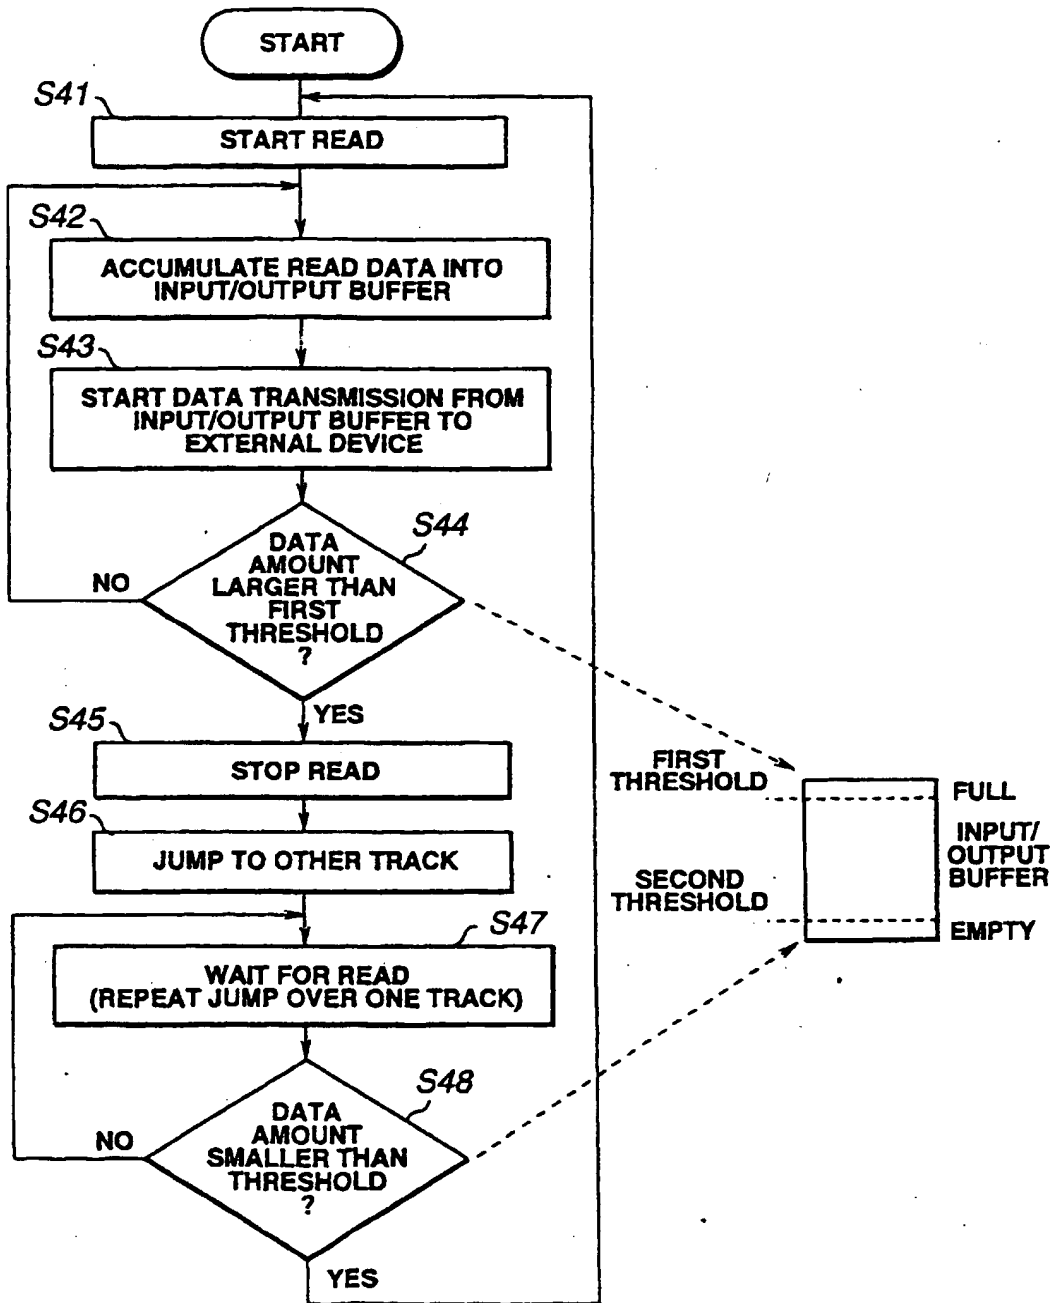 START
S41
START READ
S42
ACCUMULATE READ DATA INTO
INPUT/OUTPUT BUFFER
S43
START DATA TRANSMISSION FROM
INPUT/OUTPUT BUFFER TO
EXTERNAL DEVICE
S44
DATA
AMOUNT
LARGER THAN
FIRST
THRESHOLD
?
NO
YES
S45
STOP READ
S46
JUMP TO OTHER TRACK
S47
WAIT FOR READ
(REPEAT JUMP OVER ONE TRACK)
S48
DATA
AMOUNT
SMALLER THAN
THRESHOLD
?
NO
YES
FIRST
THRESHOLD
SECOND
THRESHOLD
FULL
INPUT/
OUTPUT
BUFFER
EMPTY